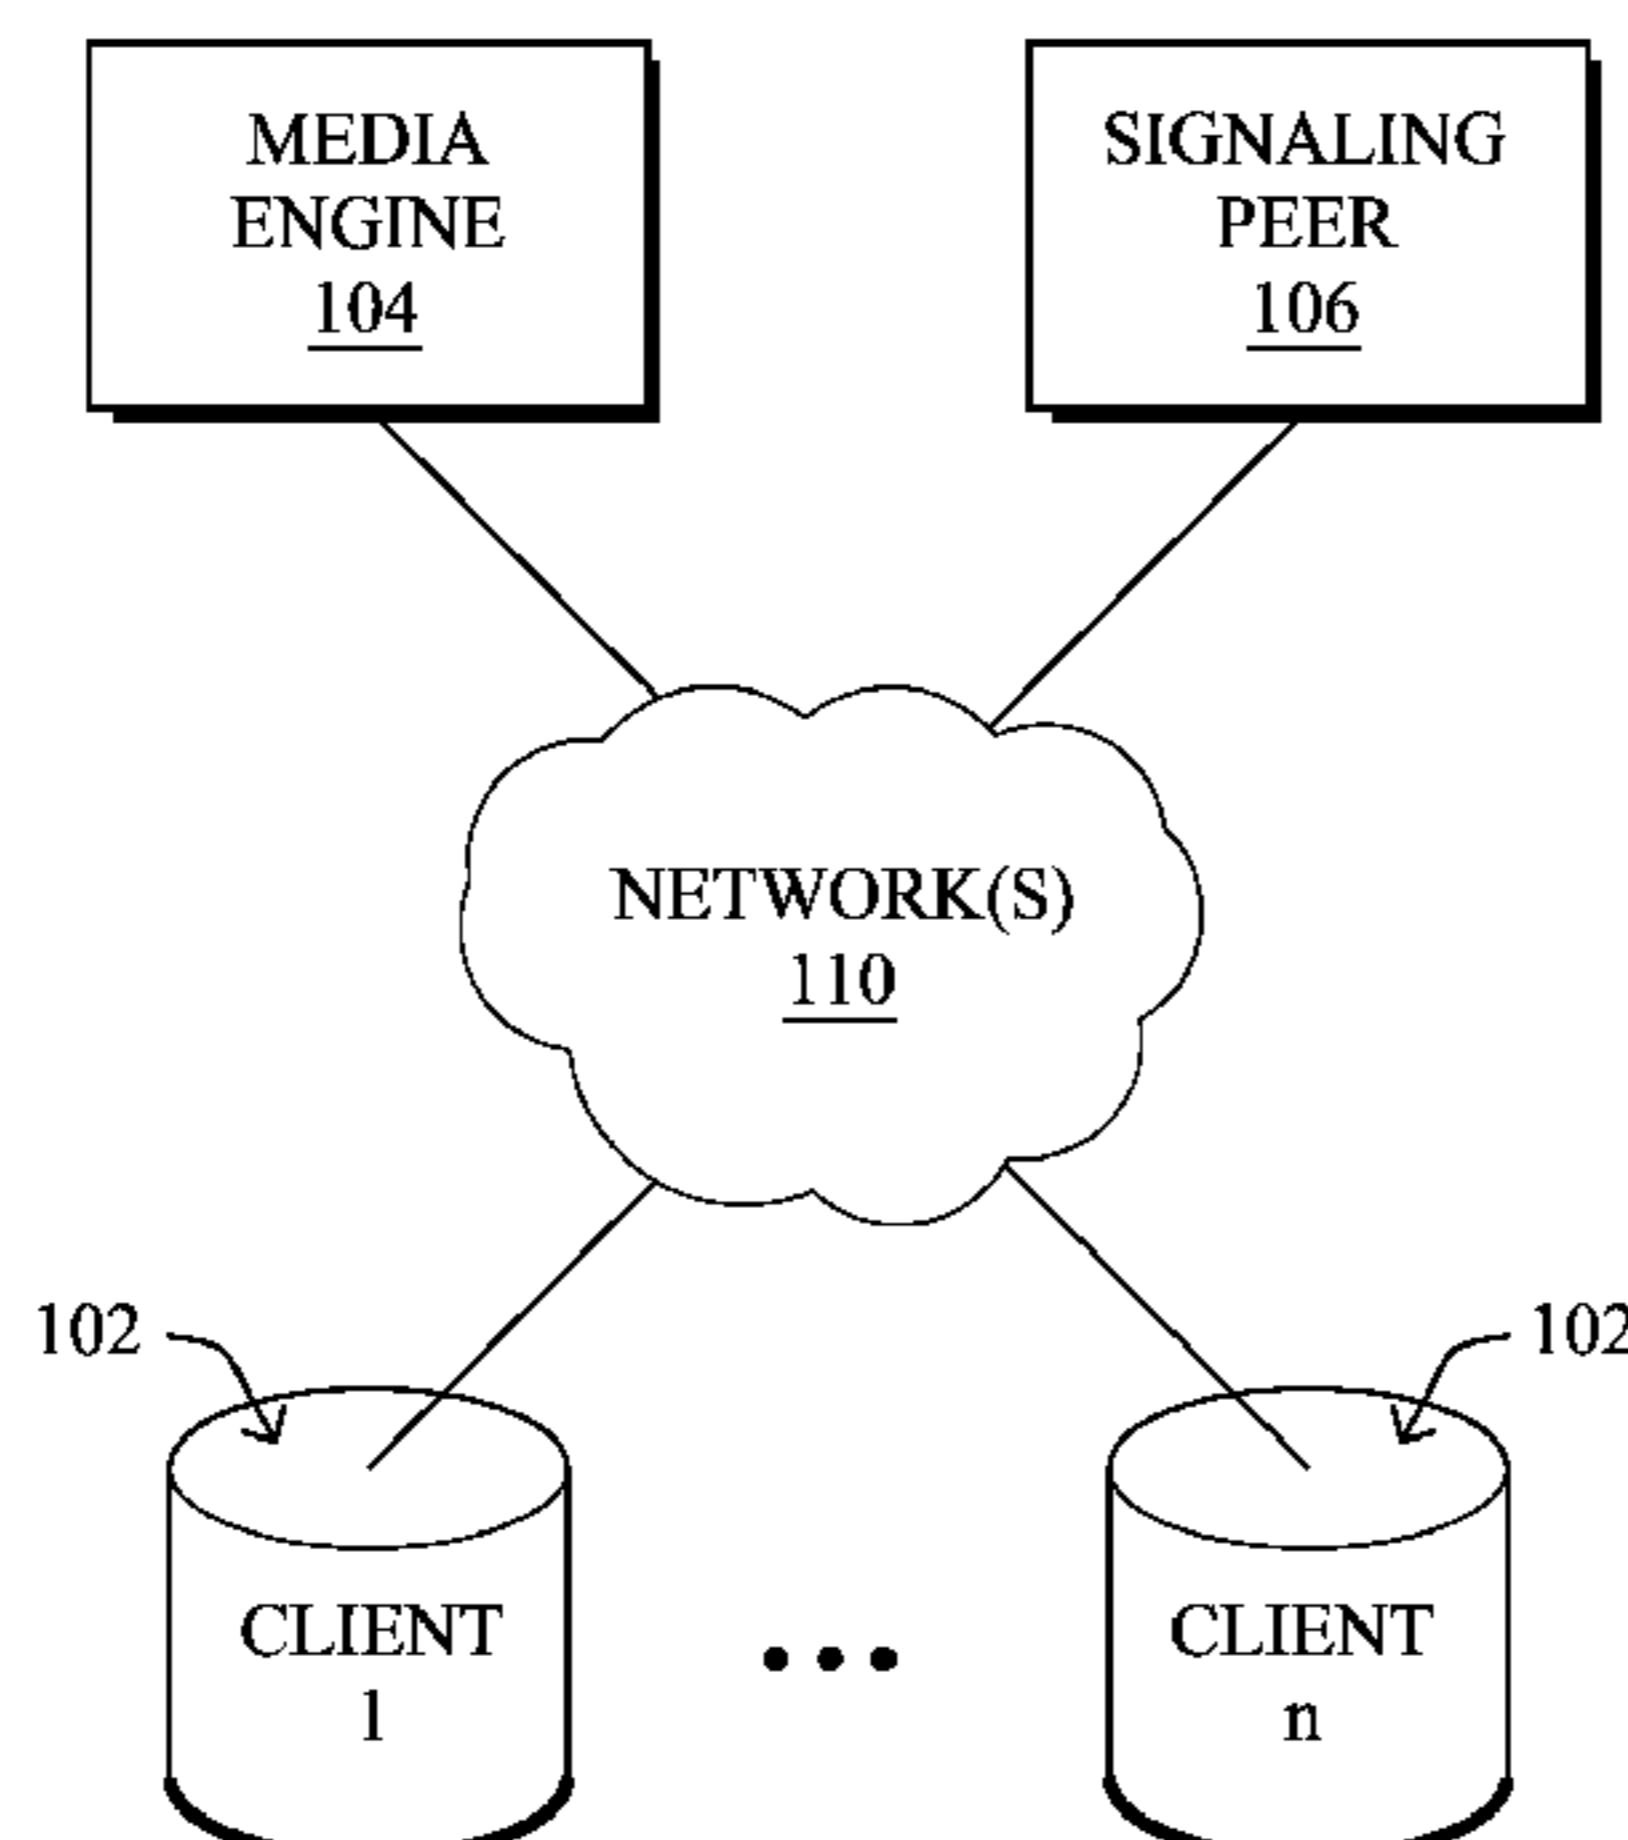 MEDIA
ENGINE
104
SIGNALING
PEER
106
NETWORK(S)
110
102
102
CLIENT
1
CLIENT
n